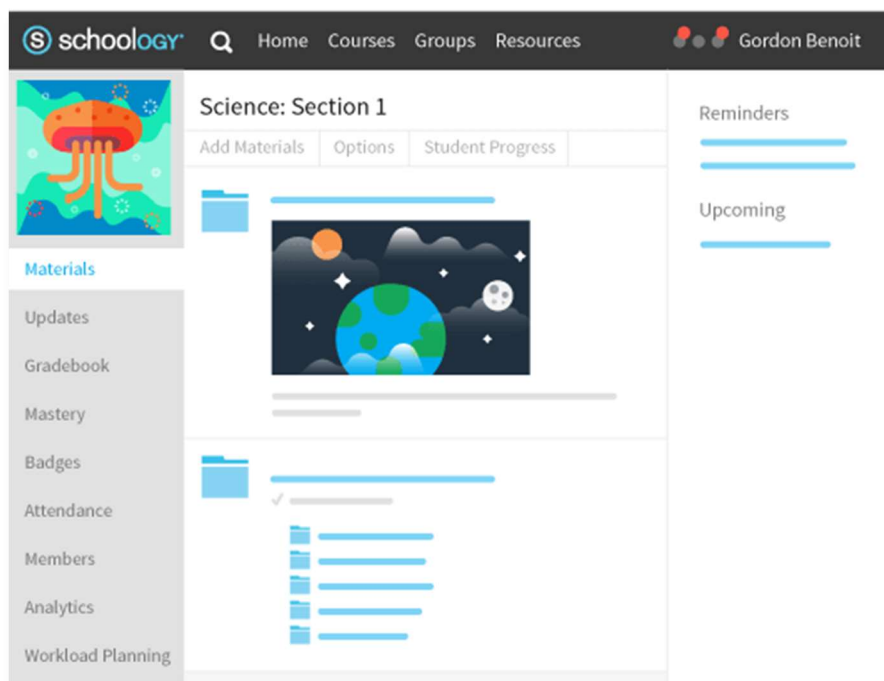 S schoology
Home Courses Groups Resources
Gordon Benoit
Science: Section 1
Add Materials Options Student Progress
Materials
Updates
Gradebook
Mastery
Badges
Attendance
Members
Analytics
Workload Planning
Reminders
Upcoming